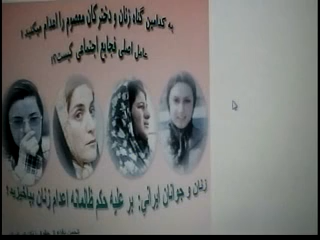 به کدامین گناه زنان و دخترکان معصوم را اعدام میکنید؟
عامل اصلی فجایع اجتماعی کیست؟!
زنان و جوانان ایرانی، بر علیه حکم ظالمانه اعدام زنان بپاخیزید!